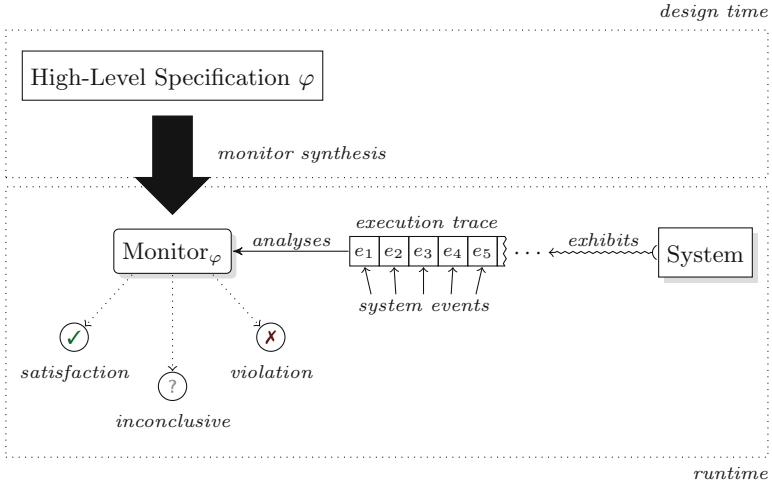 design time
High-Level Specification φ
monitor synthesis
execution trace
Monitorφ
analyses
e1 e2 e3 e4 e5 ...
exhibits
System
system events
✓
✗
satisfaction
violation
?
inconclusive
runtime